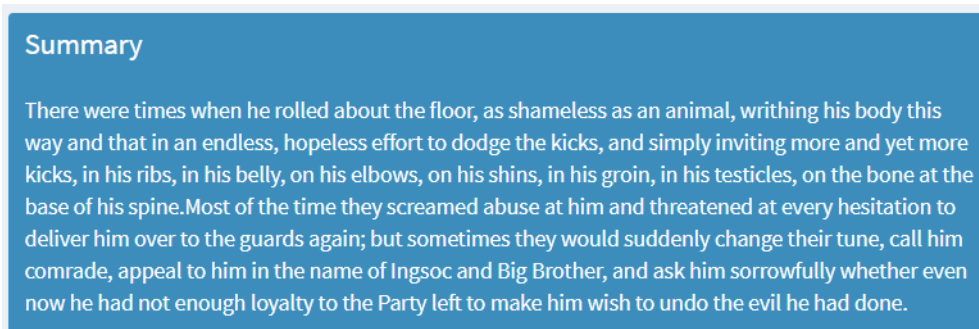 Summary
There were times when he rolled about the floor, as shameless as an animal, writhing his body this
way and that in an endless, hopeless effort to dodge the kicks, and simply inviting more and yet more
kicks, in his ribs, in his belly, on his elbows, on his shins, in his groin, in his testicles, on the bone at the
base of his spine.Most of the time they screamed abuse at him and threatened at every hesitation to
deliver him over to the guards again; but sometimes they would suddenly change their tune, call him
comrade, appeal to him in the name of Ingsoc and Big Brother, and ask him sorrowfully whether even
now he had not enough loyalty to the Party left to make him wish to undo the evil he had done.